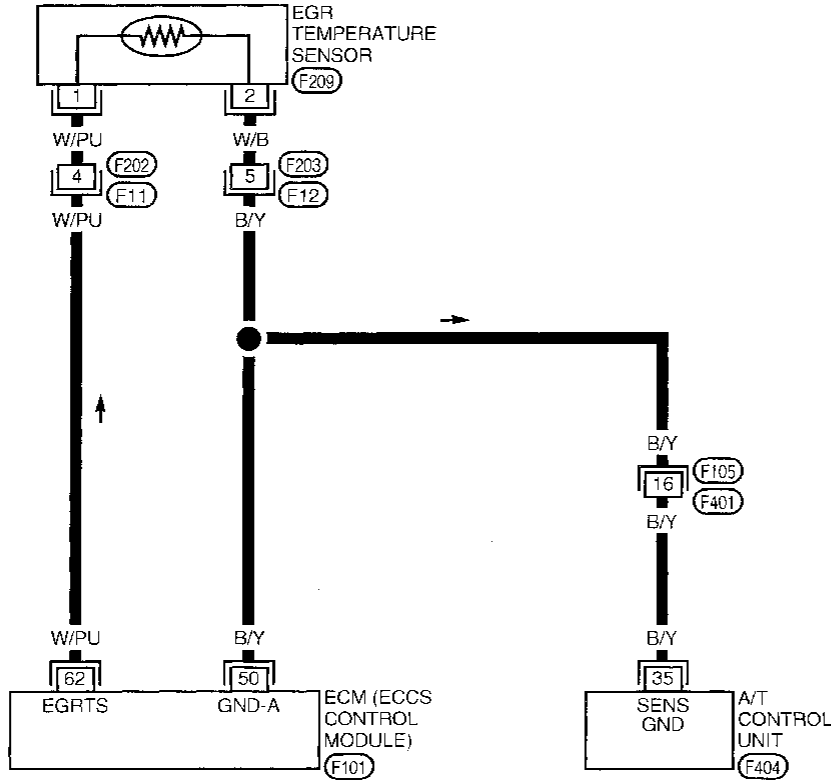 EGR
TEMPERATURE
SENSOR
F209
1
2
W/PU
W/B
4
F202
5
F203
F11
F12
W/PU
B/Y
B/Y
16
F105
F401
B/Y
W/PU
B/Y
B/Y
62
50
35
EGRTS
GND-A
ECM (ECCS
CONTROL
MODULE)
F101
SENS
GND
A/T
CONTROL
UNIT
F404